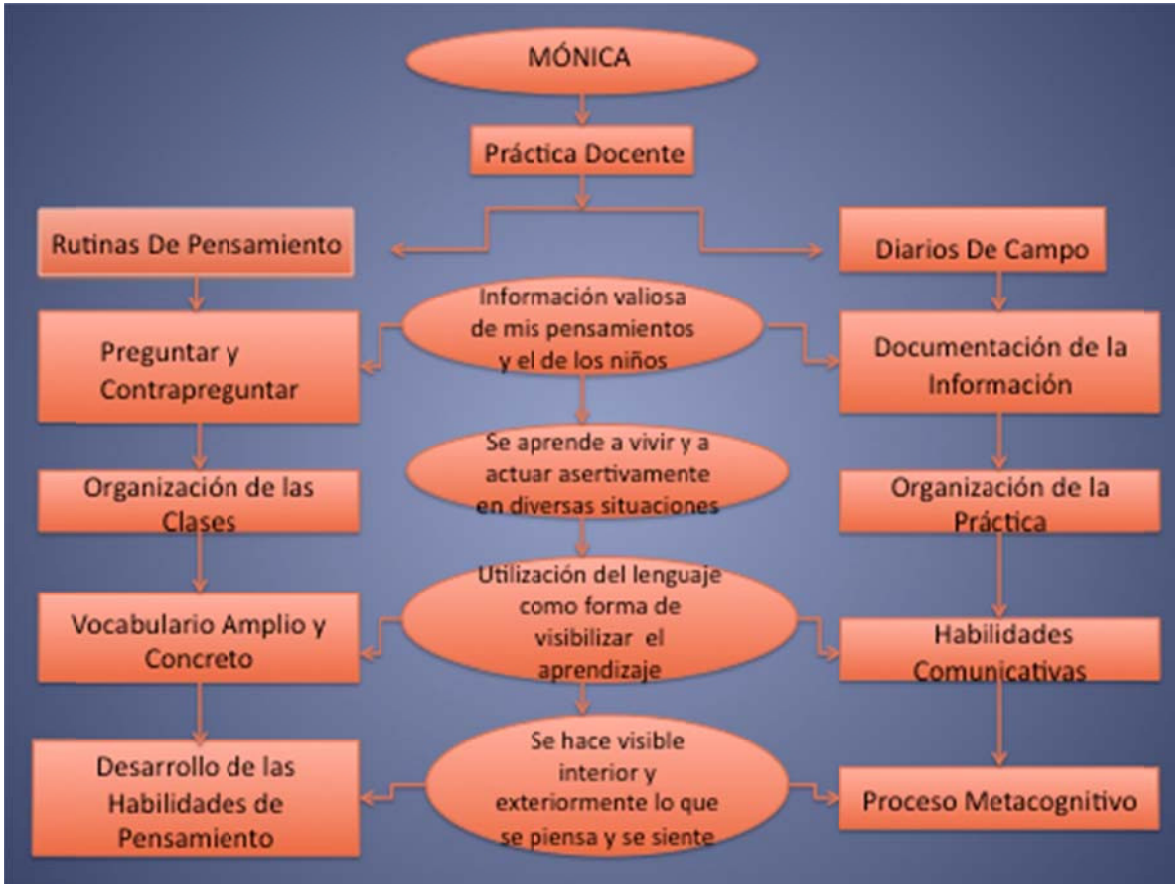 MÓNICA
Práctica Docente
Rutinas De Pensamiento
Diarios De Campo
Información valiosa
de mis pensamientos
y el de los niños
Preguntar y
Contrapreguntar
Documentación de la
Información
Se aprende a vivir y a
actuar asertivamente
en diversas situaciones
Organización de las
Clases
Organización de la
Práctica
Utilización del lenguaje
como forma de
visibilizar el
aprendizaje
Vocabulario Amplio y
Concreto
Habilidades
Comunicativas
Se hace visible
interior y
exteriormente lo que
se piensa y se siente
Desarrollo de las
Habilidades de
Pensamiento
Proceso Metacognitivo